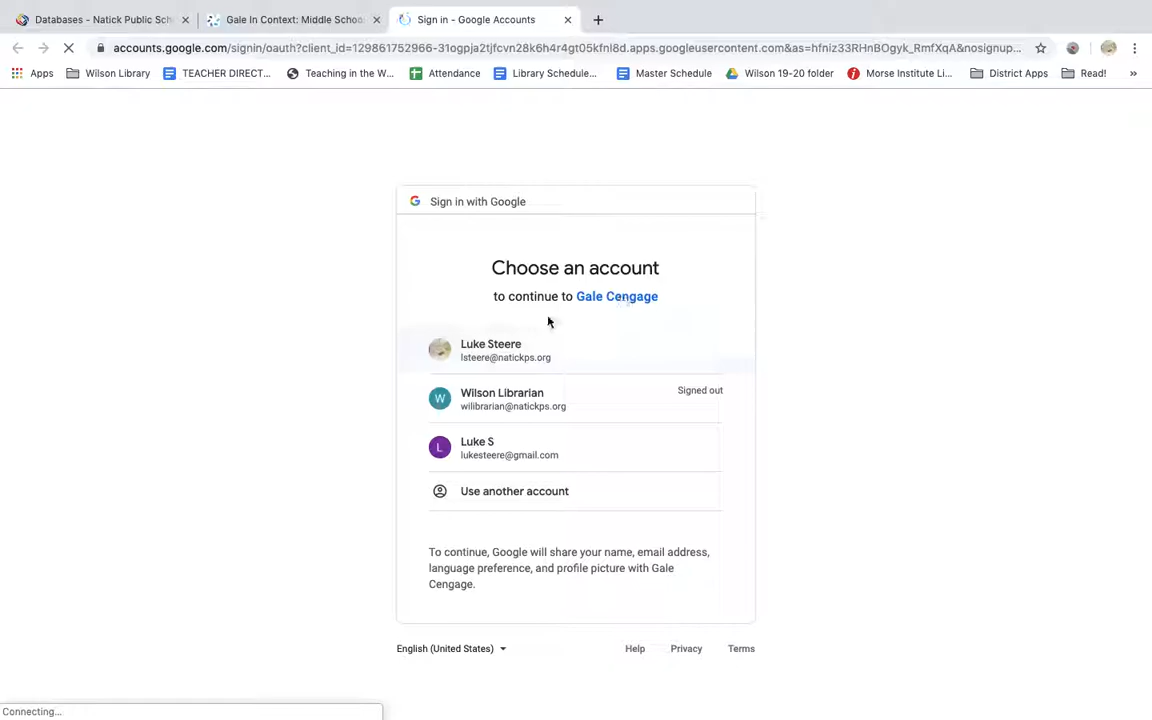 Databases - Natick Public Sch
Gale In Context: Middle School
Sign in - Google Accounts
accounts.google.com/signin/oauth?client_id=129861752966-31ogpja2tjfcvn28k6h4r4gt05kfnl8d.apps.googleusercontent.com&as=hfniz33RHnBOgyk_RmfXqA&nosignup...
Apps
Wilson Library
TEACHER DIRECT...
Teaching in the W...
Attendance
Library Schedule...
Master Schedule
Wilson 19-20 folder
Morse Institute Li...
District Apps
Read!
»
G Sign in with Google
Choose an account
to continue to Gale Cengage
Luke Steere
lsteere@natickps.org
W
Wilson Librarian
Signed out
wilibrarian@natickps.org
L
Luke S
lukesteere@gmail.com
Use another account
To continue, Google will share your name, email address,
language preference, and profile picture with Gale
Cengage.
English (United States)
Help
Privacy
Terms
Connecting...